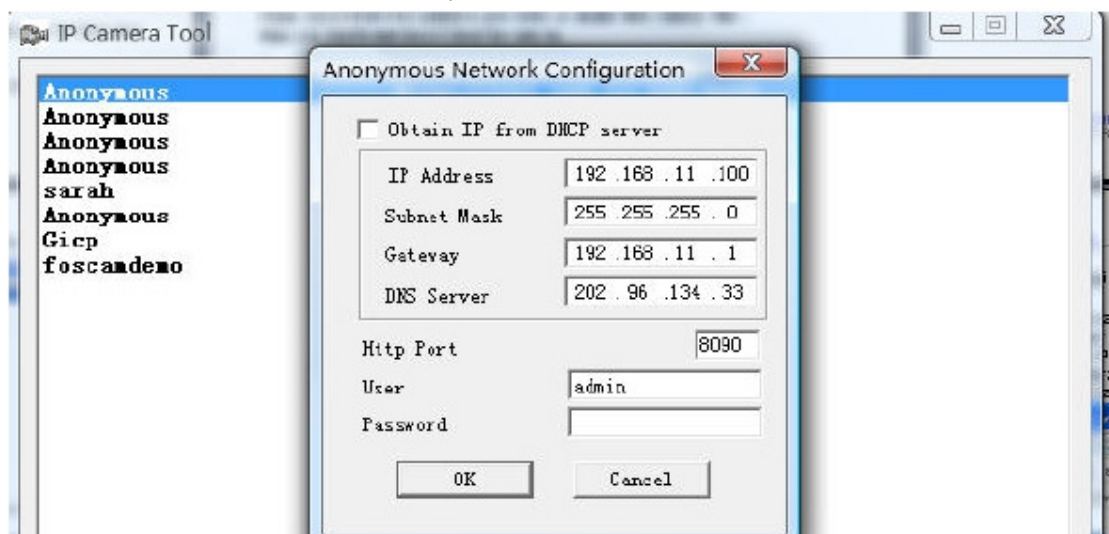 IP Camera Tool
Anonymous
Anonymous
Anonymous
Anonymous
sarah
Anonymous
Gicp
foscamdemo
Anonymous Network Configuration
Obtain IP from DHCP server
IP Address 192 .168 . 11 .100
Subnet Mask 255 .255 .255 . 0
Gateway 192 .168 . 11 . 1
DNS Server 202 . 96 .134 . 33
Http Port 8090
User admin
Password
OK Cancel